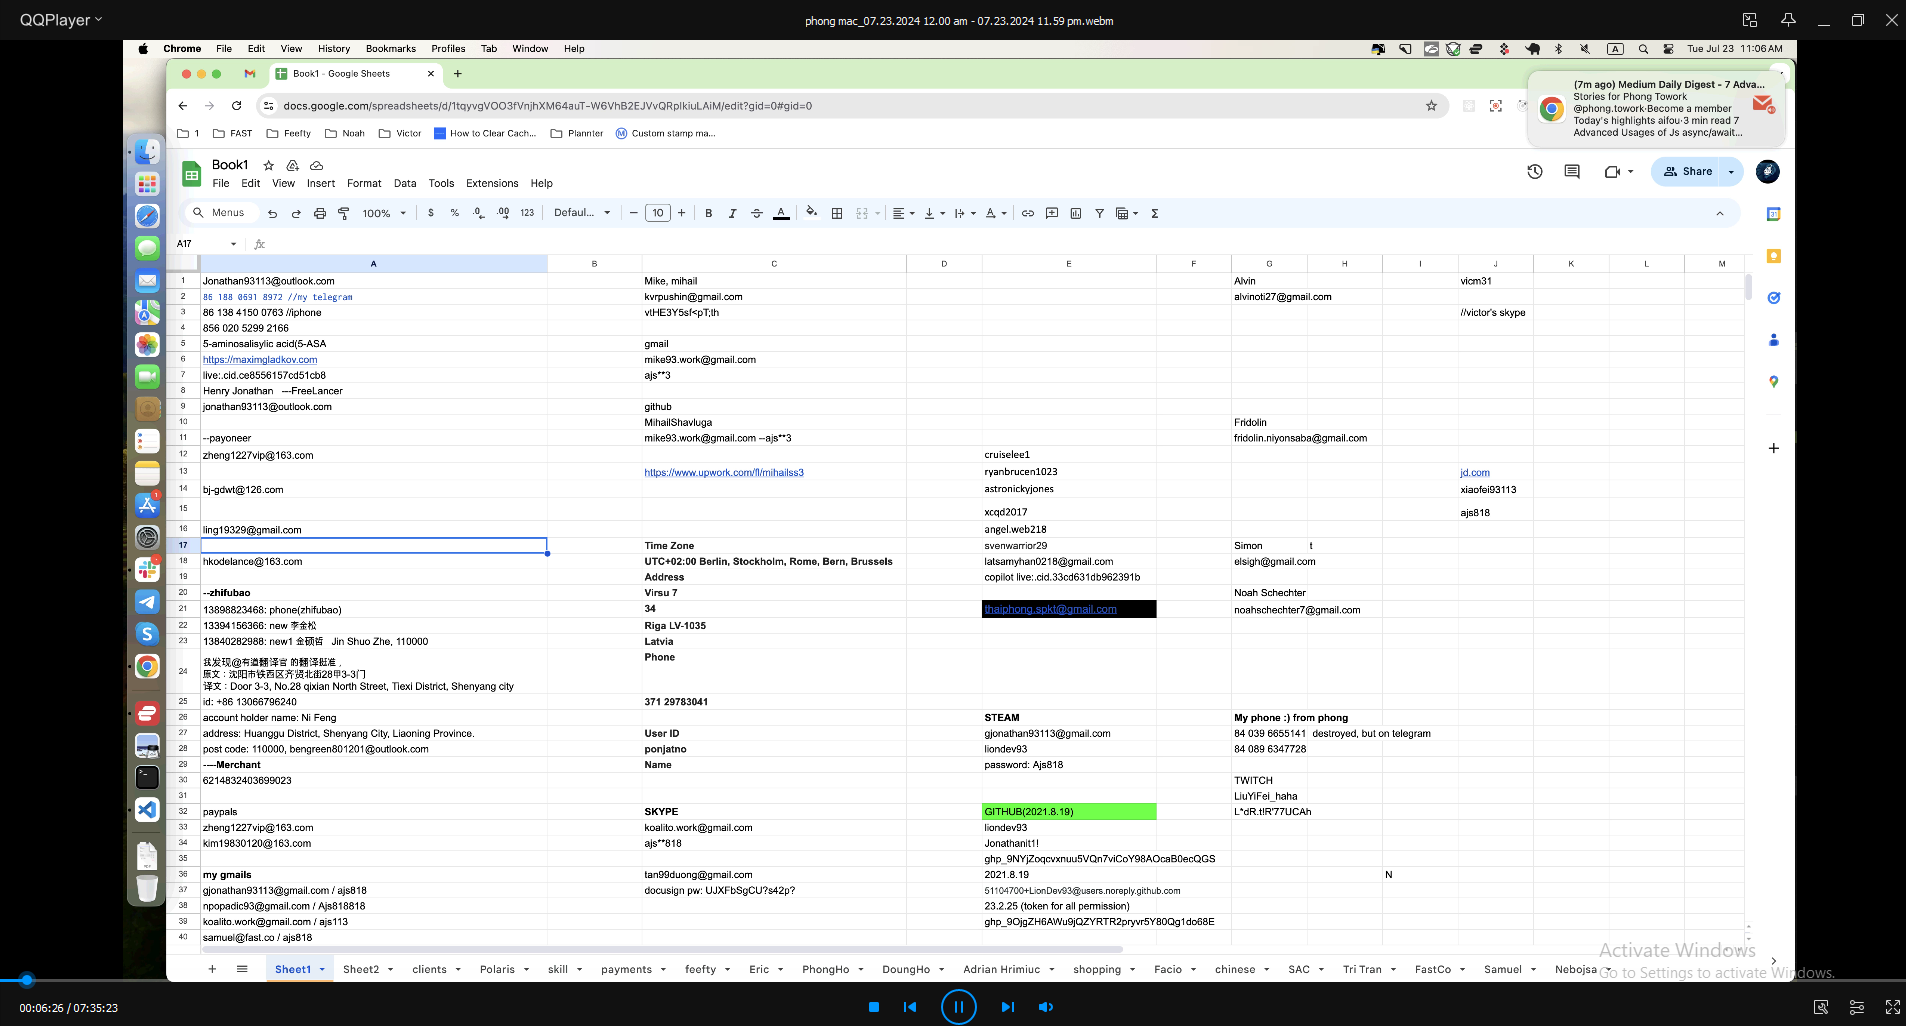 QQPlayer
phong mac_07.23.2024 12.00 am - 07.23.2024 11.59 pm.webm
Chrome File Edit View History Bookmarks Profiles Tab Window Help
A
Tue Jul 23 11:06 AM
Book1 - Google Sheets
docs.google.com/spreadsheets/d/1tqyvgVOO3fVnjhXM64auT-W6VhB2EJVvQRplkiuLAiM/edit?gid=0#gid=0
(7m ago) Medium Daily Digest - 7 Adva...
Stories for Phong Towork
@phong.towork·Become a member
Today's highlights aifou·3 min read 7
Advanced Usages of Js async/await...
1 FAST Feefty Noah Victor How to Clear Cach... Plannter Custom stamp ma...
Book1
File Edit View Insert Format Data Tools Extensions Help
Share
Menus 100% $ % .0 .00 123 Defaul... 10 B I A
A17 fx
A B C D E F G H I J K L M
1 Jonathan93113@outlook.com Mike, mihail Alvin vicm31
2 86 188 0691 8972 //my telegram kvrpushin@gmail.com alvinoti27@gmail.com
3 86 138 4150 0763 //iphone vtHE3Y5sf<pT;th //victor's skype
4 856 020 5299 2166
5 5-aminosalisylic acid(5-ASA gmail
6 https://maximgladkov.com mike93.work@gmail.com
7 live:.cid.ce8556157cd51cb8 ajs**3
8 Henry Jonathan ---FreeLancer
9 jonathan93113@outlook.com github
10 MihailShavluga Fridolin
11 --payoneer mike93.work@gmail.com --ajs**3 fridolin.niyonsaba@gmail.com
12 zheng1227vip@163.com cruiselee1
13 https://www.upwork.com/fl/mihailss3 ryanbrucen1023 jd.com
14 bj-gdwt@126.com astronickyjones xiaofei93113
15 xcqd2017 ajs818
16 ling19329@gmail.com angel.web218
17 Time Zone svenwarrior29 Simon t
18 hkodelance@163.com UTC+02:00 Berlin, Stockholm, Rome, Bern, Brussels latsamyhan0218@gmail.com elsigh@gmail.com
19 Address copilot live:.cid.33cd631db962391b
20 --zhifubao Virsu 7 Noah Schechter
21 13898823468: phone(zhifubao) 34 thaiphong.spkt@gmail.com noahschechter7@gmail.com
22 13394156366: new 李金松 Riga LV-1035
23 13840282988: new1 金硕哲 Jin Shuo Zhe, 110000 Latvia
24 我发现@有道翻译官 的翻译挺准， Phone
原文：沈阳市铁西区齐贤北街28甲3-3门
译文：Door 3-3, No.28 qixian North Street, Tiexi District, Shenyang city
25 id: +86 13066796240 371 29783041
26 account holder name: Ni Feng STEAM My phone :) from phong
27 address: Huanggu District, Shenyang City, Liaoning Province. User ID gjonathan93113@gmail.com 84 039 6655141 destroyed, but on telegram
28 post code: 110000, bengreen801201@outlook.com ponjatno liondev93 84 089 6347728
29 ----Merchant Name password: Ajs818
30 6214832403699023 TWITCH
31 LiuYiFei_haha
32 paypals SKYPE GITHUB(2021.8.19) L*dR.t!R'77UCAh
33 zheng1227vip@163.com koalito.work@gmail.com liondev93
34 kim19830120@163.com ajs**818 Jonathanit1!
35 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
36 my gmails tan99duong@gmail.com 2021.8.19 N
37 gjonathan93113@gmail.com / ajs818 docusign pw: UJXFbSgCU?s42p? 51104700+LionDev93@users.noreply.github.com
38 npopadic93@gmail.com / Ajs818818 23.2.25 (token for all permission)
39 koalito.work@gmail.com / ajs113 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
40 samuel@fast.co / ajs818
Sheet1 Sheet2 clients Polaris skill payments feefty Eric PhongHo DoungHo Adrian Hrimiuc shopping Facio chinese SAC Tri Tran FastCo Samuel Nebojsa
Activate Windows
Go to Settings to activate Windows.
00:06:26 / 07:35:23